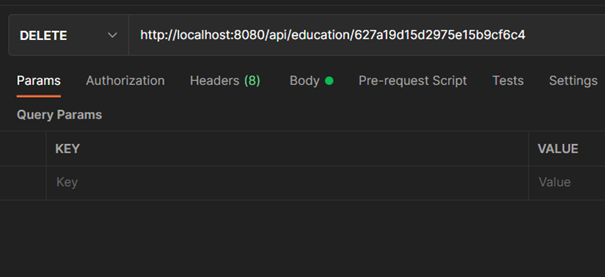 DELETE http://localhost:8080/api/education/627a19d15d2975e15b9cf6c4
Params Authorization Headers (8) Body Pre-request Script Tests Settings
Query Params
KEY VALUE
Key Value